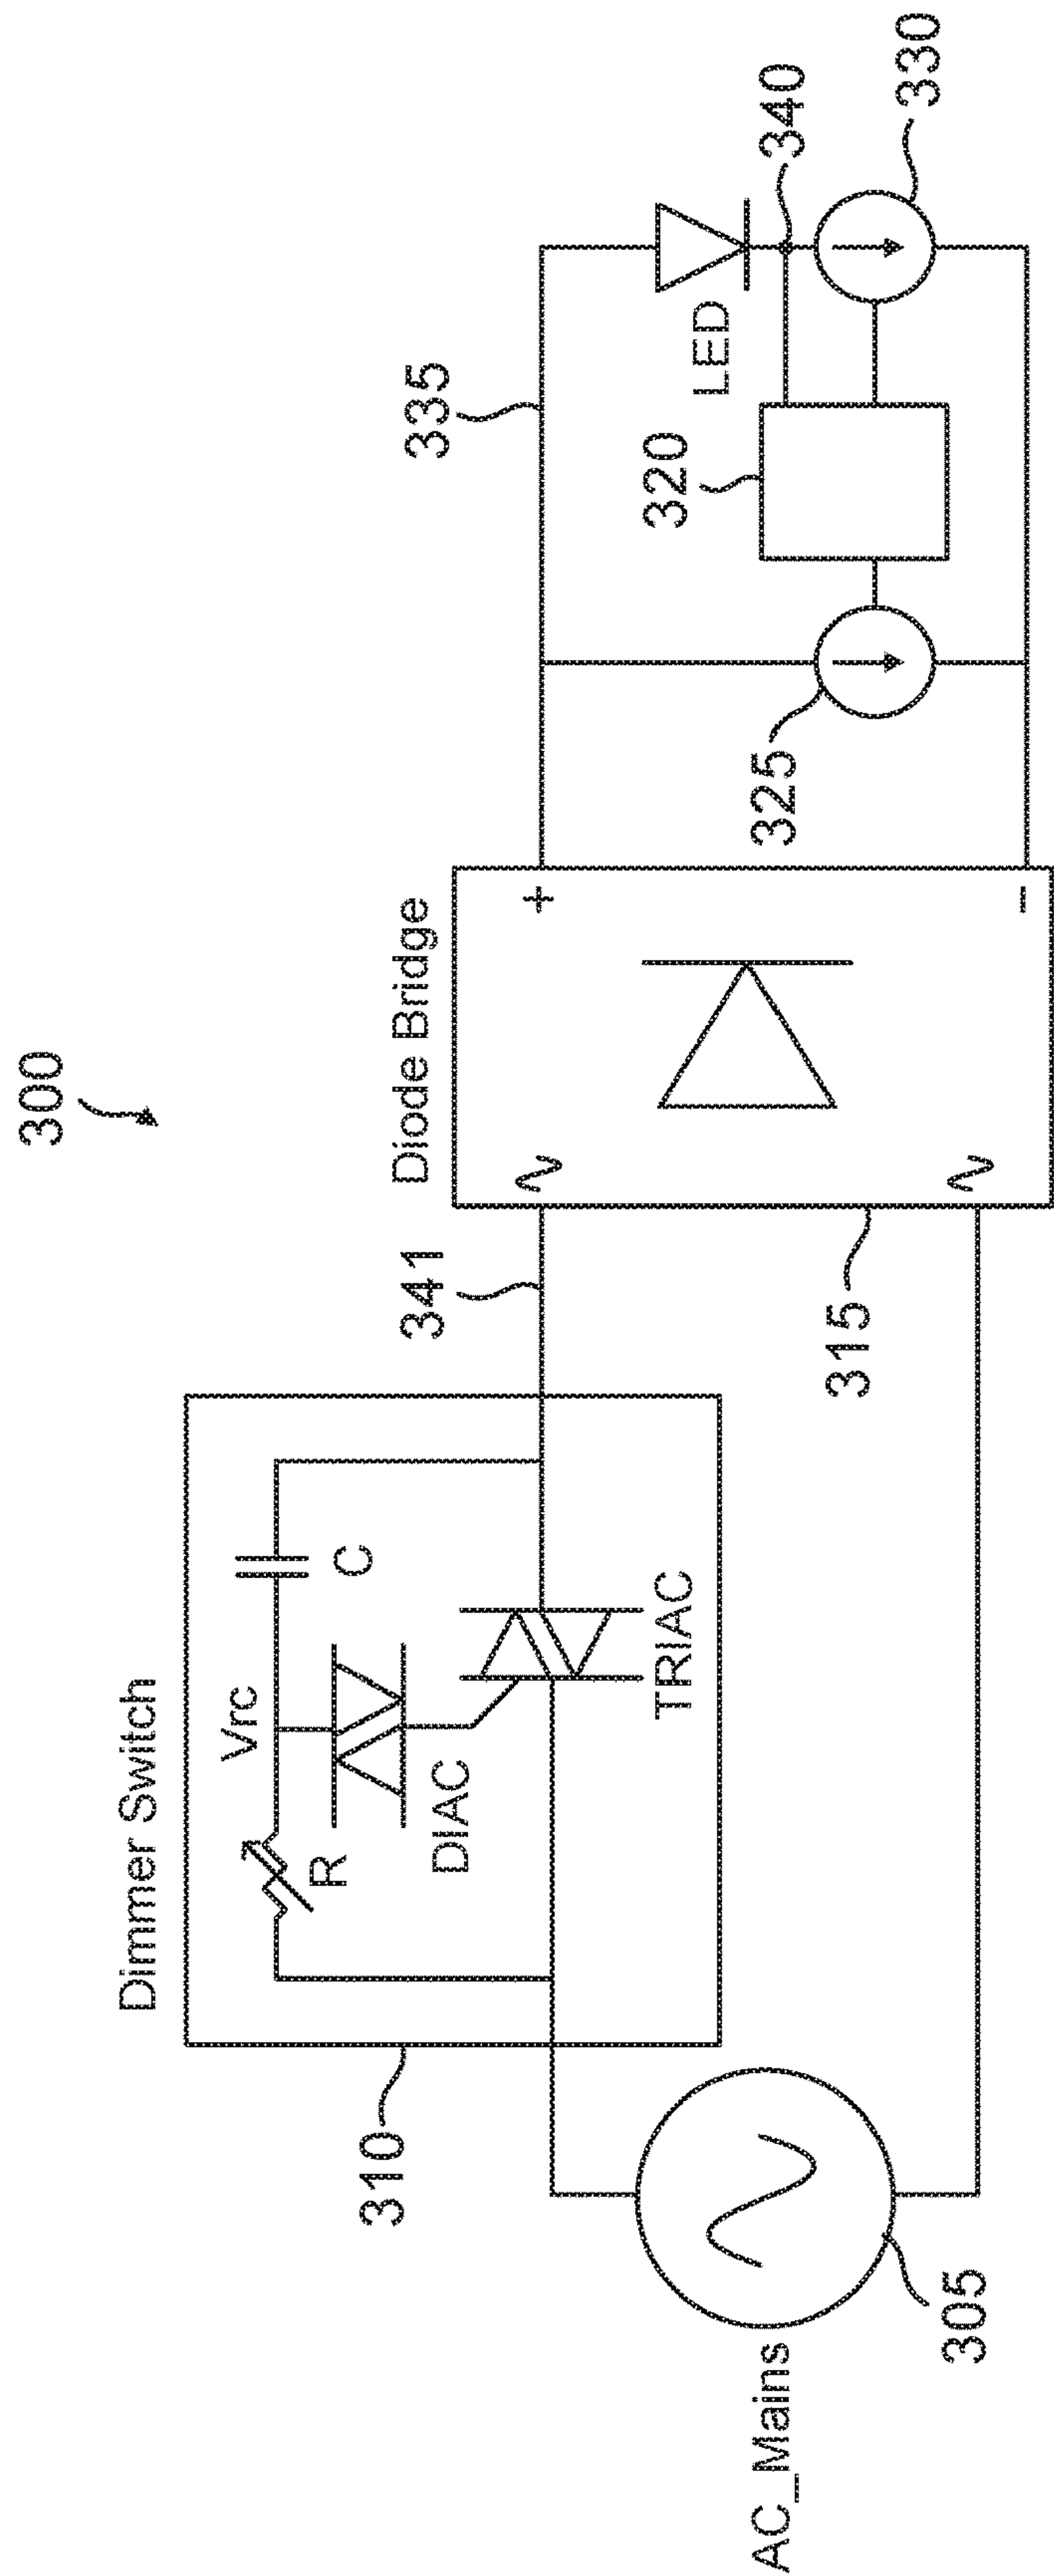 300
Dimmer Switch
Vrc
R
C
DIAC
TRIAC
310
341
Diode Bridge
+
-
315
335
LED
320
340
325
330
AC_Mains
305